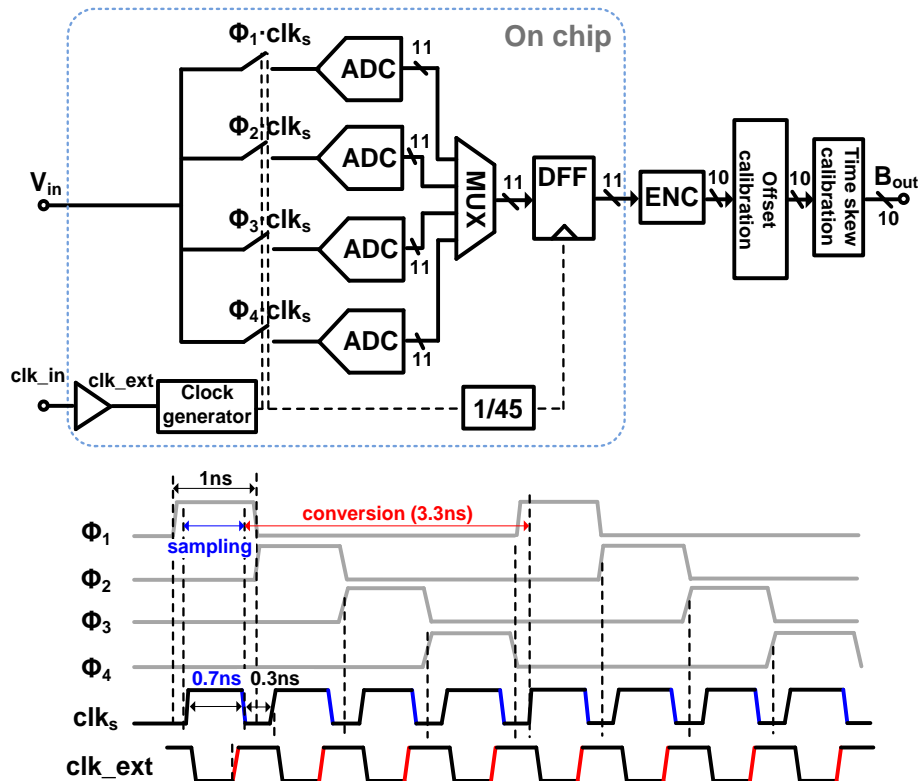 On chip
Φ1·clks
ADC
11
Φ2·clks
ADC
11
Φ3·clks
ADC
11
Φ4·clks
ADC
11
Vin
MUX
11
DFF
11
ENC
10
Offset calibration
10
Time skew calibration
Bout
10
clk_in
clk_ext
Clock generator
1/45
1ns
conversion (3.3ns)
sampling
Φ1
Φ2
Φ3
Φ4
0.7ns
0.3ns
clks
clk_ext